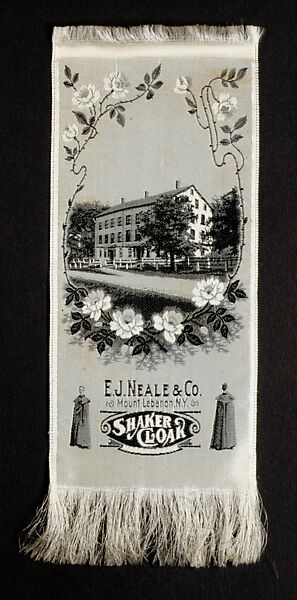 E.J. NEALE & CO.
MOUNT LEBANON, N.Y.
SHAKER
CLOAK